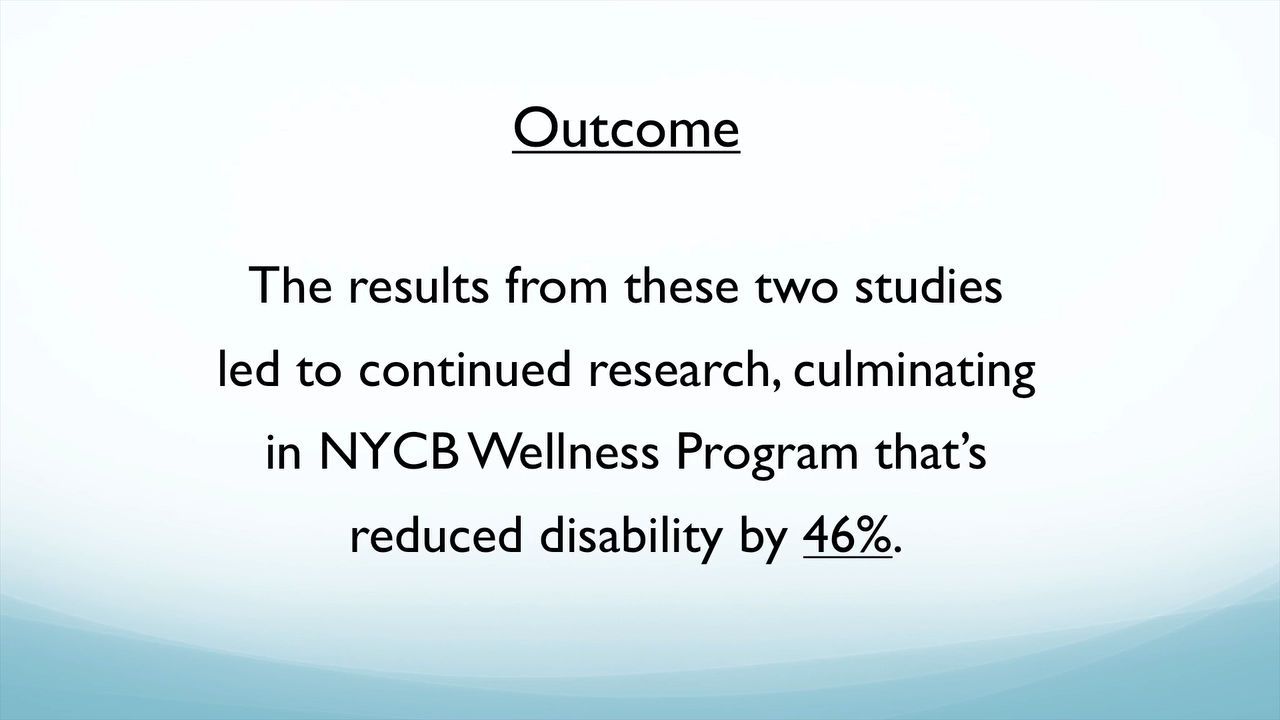 Outcome
The results from these two studies
led to continued research, culminating
in NYCB Wellness Program that’s
reduced disability by 46%.